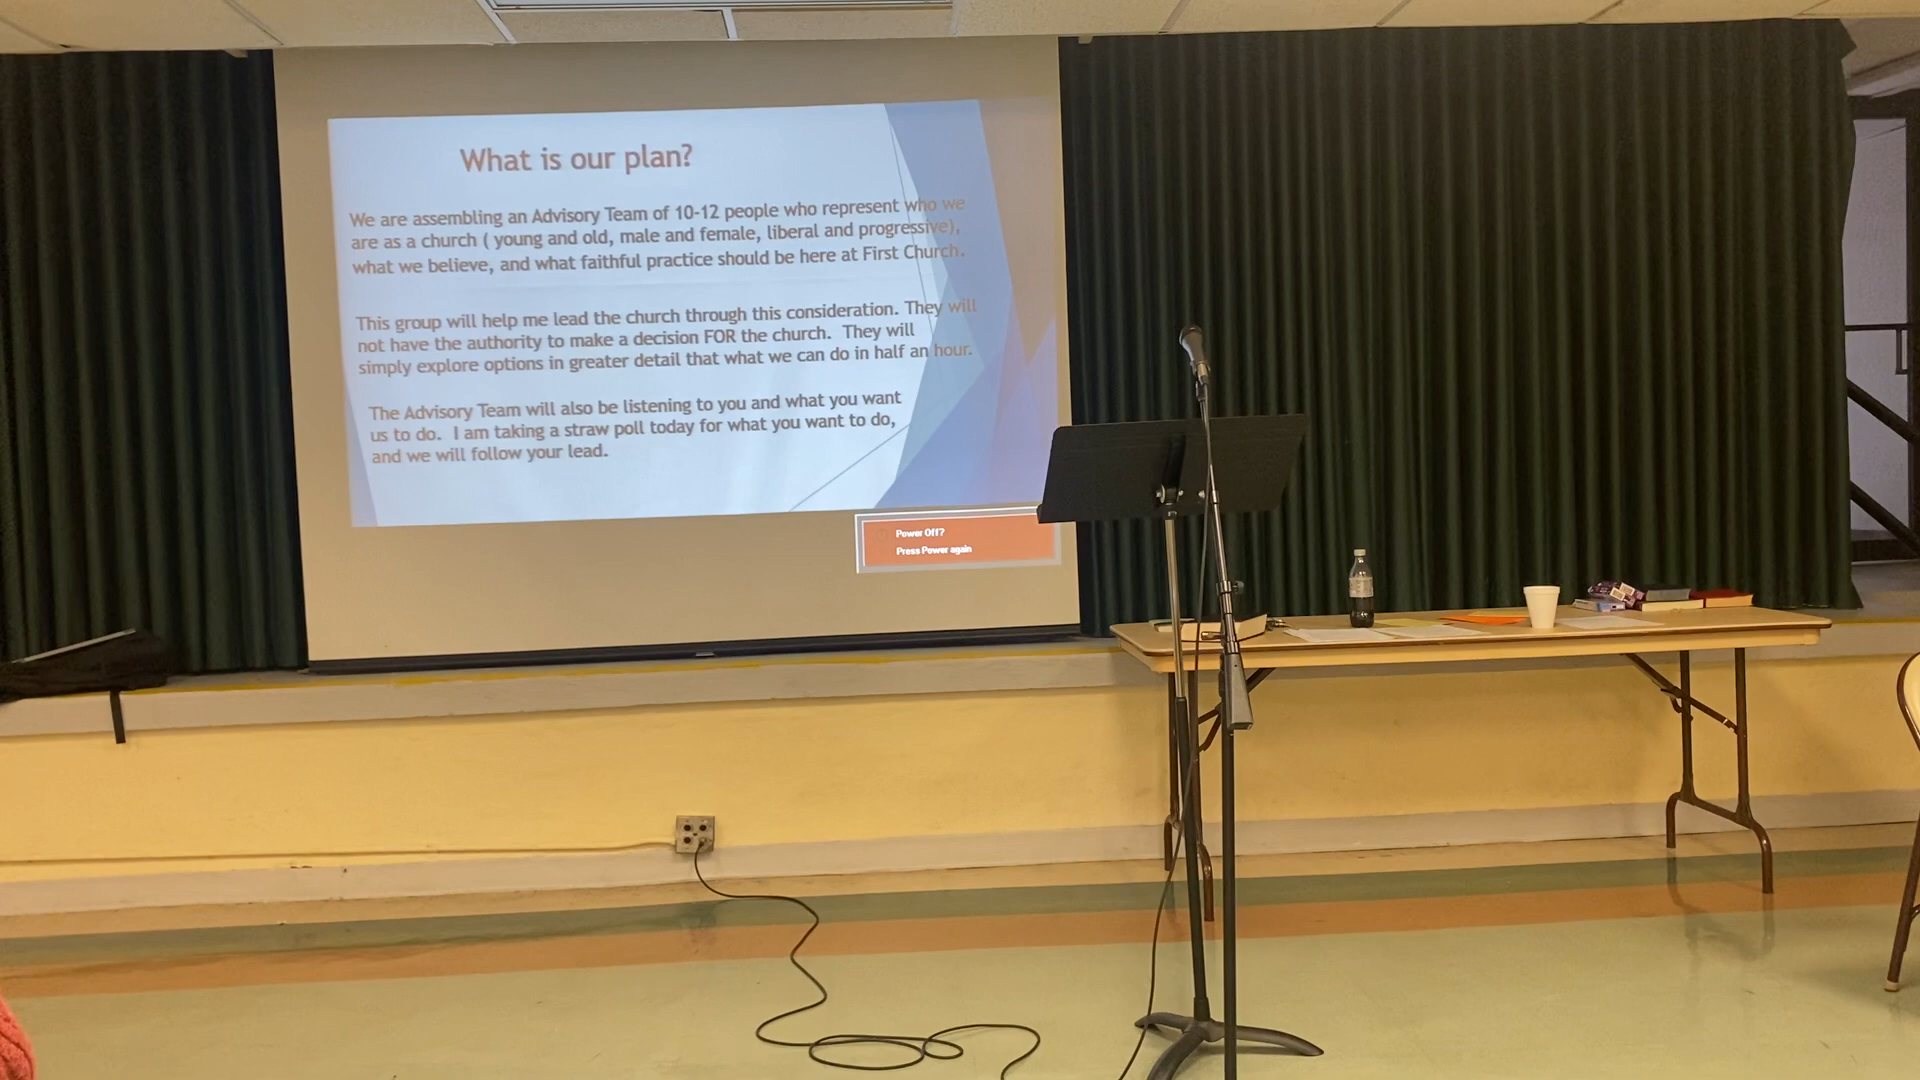 What is our plan?
We are assembling an Advisory Team of 10-12 people who represent who we
are as a church ( young and old, male and female, liberal and progressive),
what we believe, and what faithful practice should be here at First Church.
This group will help me lead the church through this consideration. They will
not have the authority to make a decision FOR the church. They will
simply explore options in greater detail that what we can do in half an hour.
The Advisory Team will also be listening to you and what you want
us to do. I am taking a straw poll today for what you want to do,
and we will follow your lead.
Power Off?
Press Power again